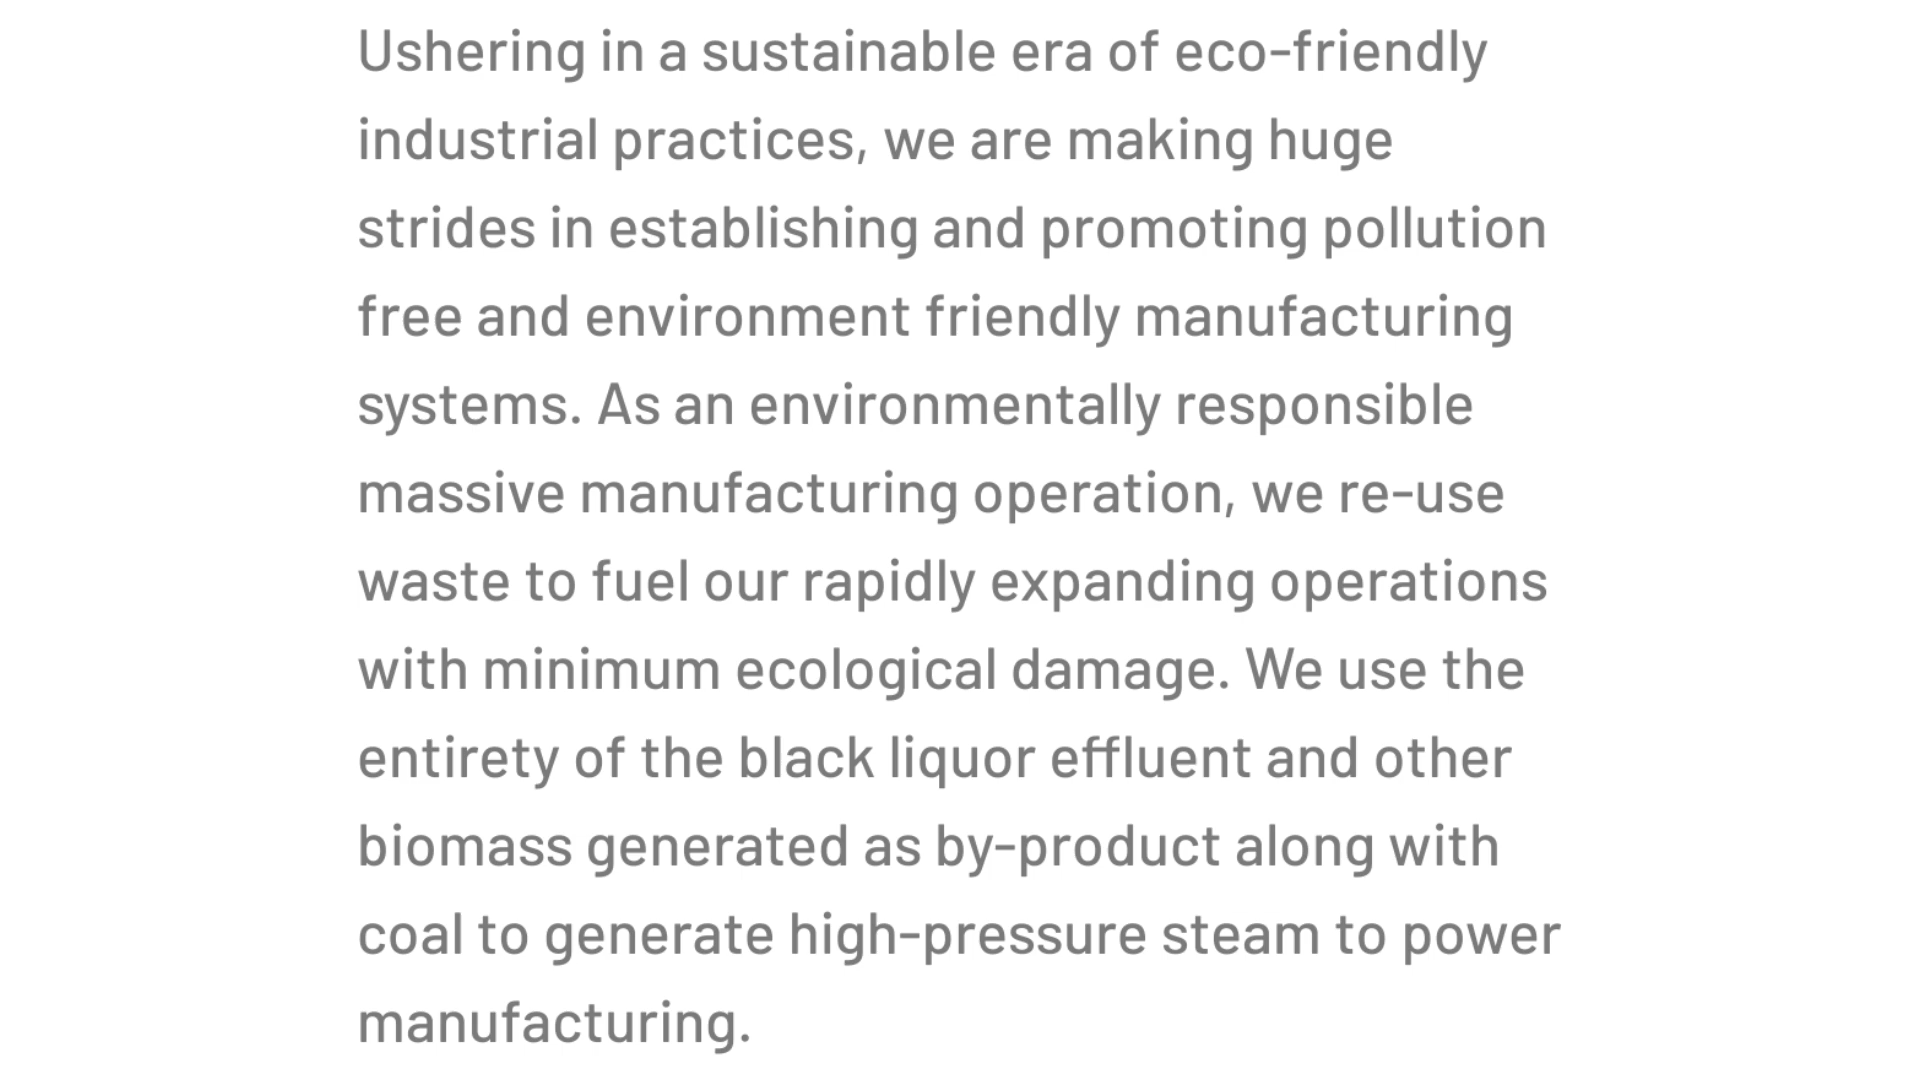 Ushering in a sustainable era of eco-friendly
industrial practices, we are making huge
strides in establishing and promoting pollution
free and environment friendly manufacturing
systems. As an environmentally responsible
massive manufacturing operation, we re-use
waste to fuel our rapidly expanding operations
with minimum ecological damage. We use the
entirety of the black liquor effluent and other
biomass generated as by-product along with
coal to generate high-pressure steam to power
manufacturing.